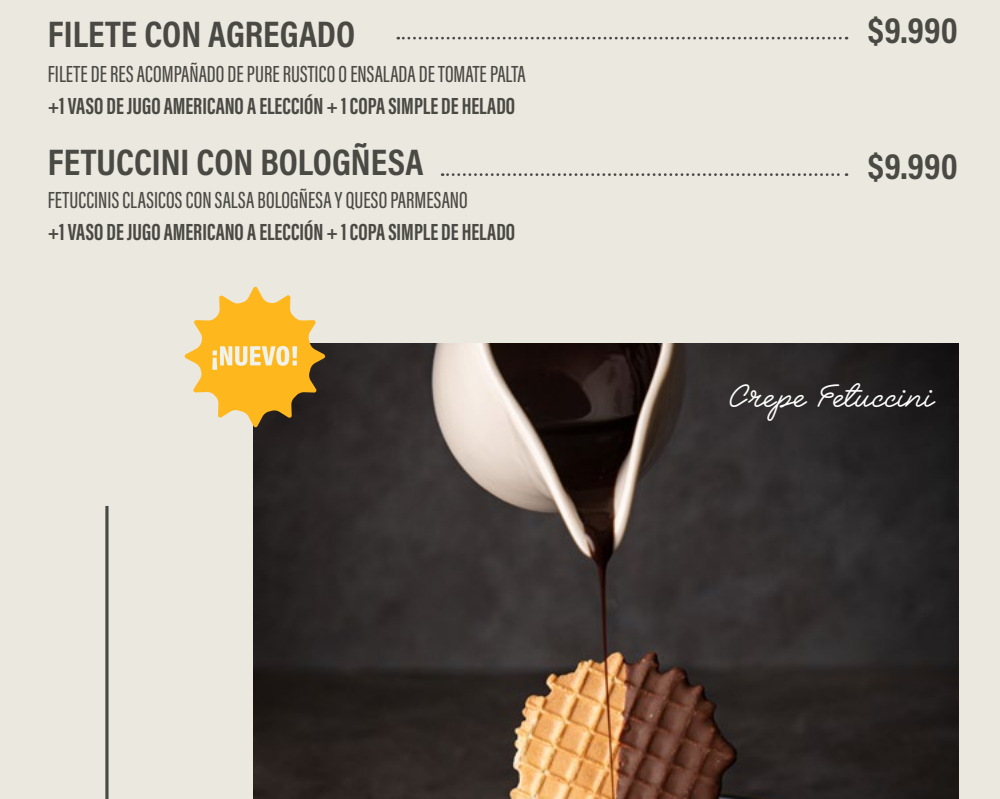 FILETE CON AGREGADO ........ $9.990
FILETE DE RES ACOMPAÑADO DE PURE RUSTICO O ENSALADA DE TOMATE PALTA
+1 VASO DE JUGO AMERICANO A ELECCIÓN + 1 COPA SIMPLE DE HELADO
FETUCCINI CON BOLOGÑESA ........ $9.990
FETUCCINIS CLASICOS CON SALSA BOLOGÑESA Y QUESO PARMESANO
+1 VASO DE JUGO AMERICANO A ELECCIÓN + 1 COPA SIMPLE DE HELADO
¡NUEVO!
Crepe Fetuccini